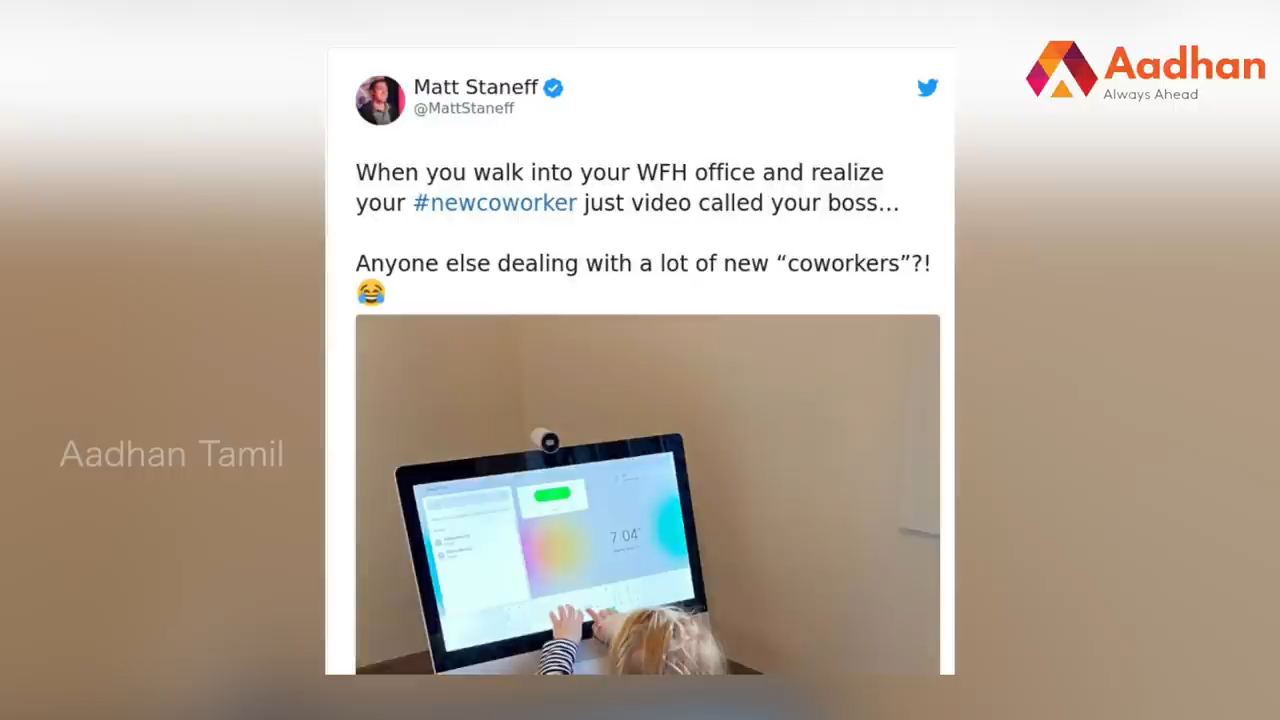 Matt Staneff
@MattStaneff
Aadhan
Always Ahead
When you walk into your WFH office and realize
your #newcoworker just video called your boss...
Anyone else dealing with a lot of new “coworkers”?!
😂
Aadhan Tamil
7 04